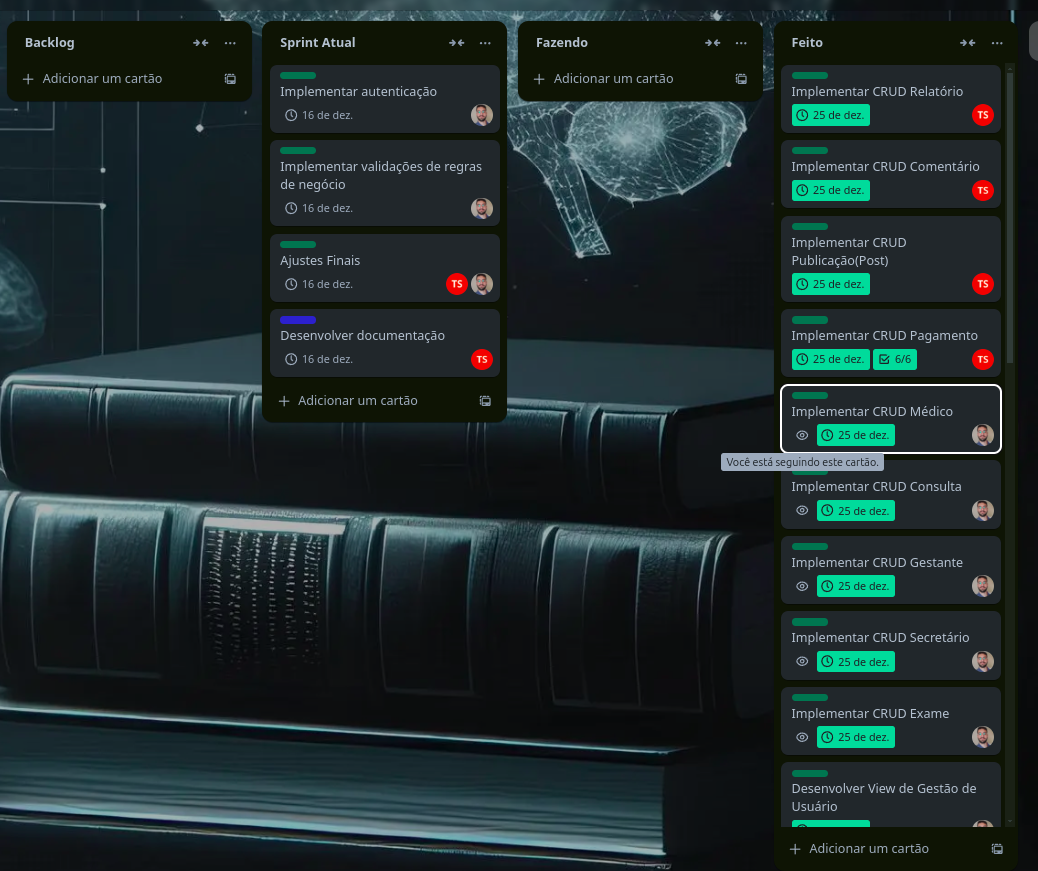 Backlog
Adicionar um cartão
Sprint Atual
Implementar autenticação
16 de dez.
Implementar validações de regras
de negócio
16 de dez.
Ajustes Finais
16 de dez.
TS
Desenvolver documentação
16 de dez.
TS
Adicionar um cartão
Fazendo
Adicionar um cartão
Feito
Implementar CRUD Relatório
25 de dez.
TS
Implementar CRUD Comentário
25 de dez.
TS
Implementar CRUD
Publicação(Post)
25 de dez.
TS
Implementar CRUD Pagamento
25 de dez.
6/6
TS
Implementar CRUD Médico
25 de dez.
Você está seguindo este cartão.
Implementar CRUD Consulta
25 de dez.
Implementar CRUD Gestante
25 de dez.
Implementar CRUD Secretário
25 de dez.
Implementar CRUD Exame
25 de dez.
Desenvolver View de Gestão de
Usuário
Adicionar um cartão